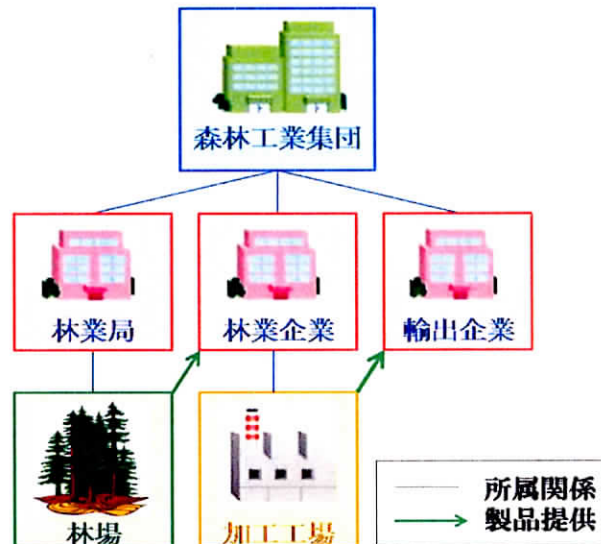 森林工業集団
林業局
林業企業
輸出企業
林場
加工工場
所属関係
製品提供